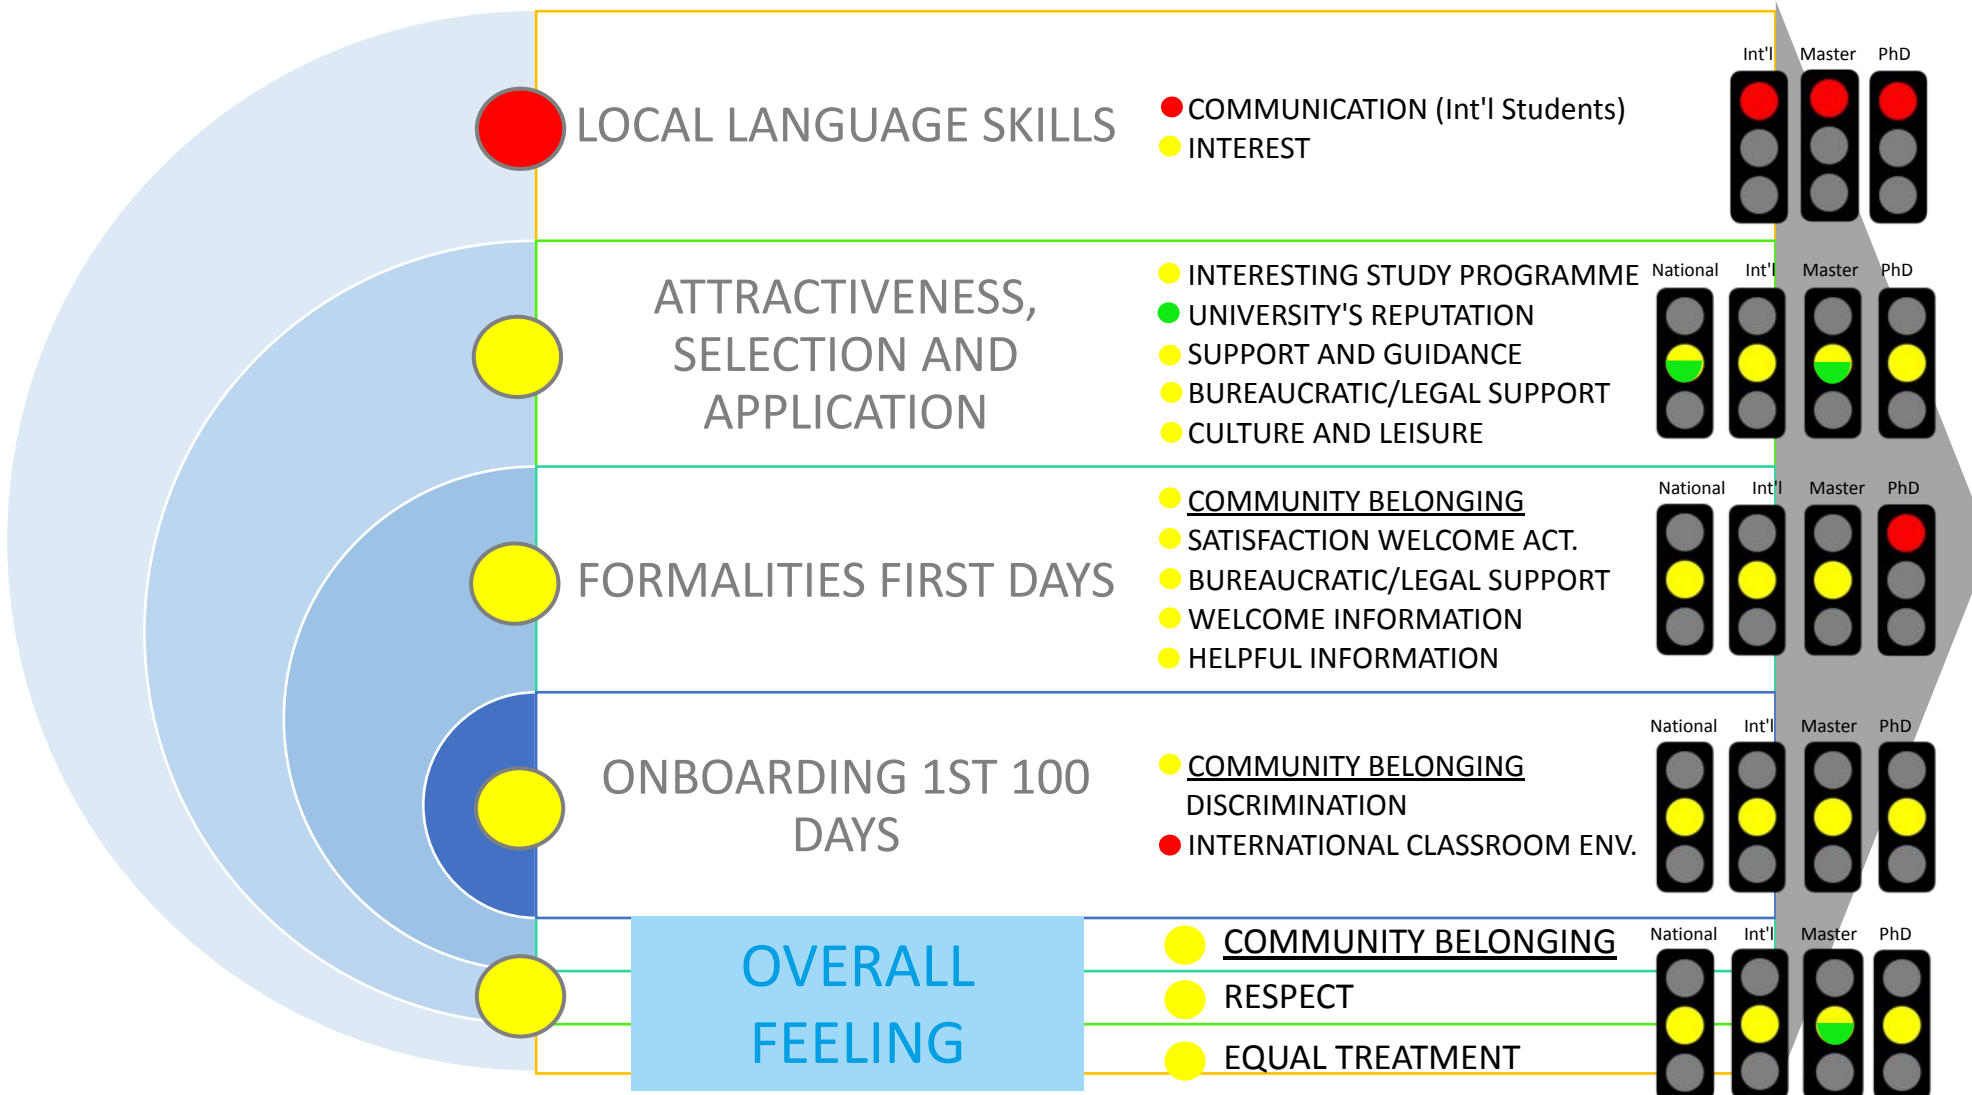 Int'l Master PhD
LOCAL LANGUAGE SKILLS
COMMUNICATION (Int'l Students)
INTEREST
National Int'l Master PhD
ATTRACTIVENESS,
SELECTION AND
APPLICATION
INTERESTING STUDY PROGRAMME
UNIVERSITY'S REPUTATION
SUPPORT AND GUIDANCE
BUREAUCRATIC/LEGAL SUPPORT
CULTURE AND LEISURE
National Int'l Master PhD
FORMALITIES FIRST DAYS
COMMUNITY BELONGING
SATISFACTION WELCOME ACT.
BUREAUCRATIC/LEGAL SUPPORT
WELCOME INFORMATION
HELPFUL INFORMATION
National Int'l Master PhD
ONBOARDING 1ST 100
DAYS
COMMUNITY BELONGING
DISCRIMINATION
INTERNATIONAL CLASSROOM ENV.
National Int'l Master PhD
OVERALL
FEELING
COMMUNITY BELONGING
RESPECT
EQUAL TREATMENT